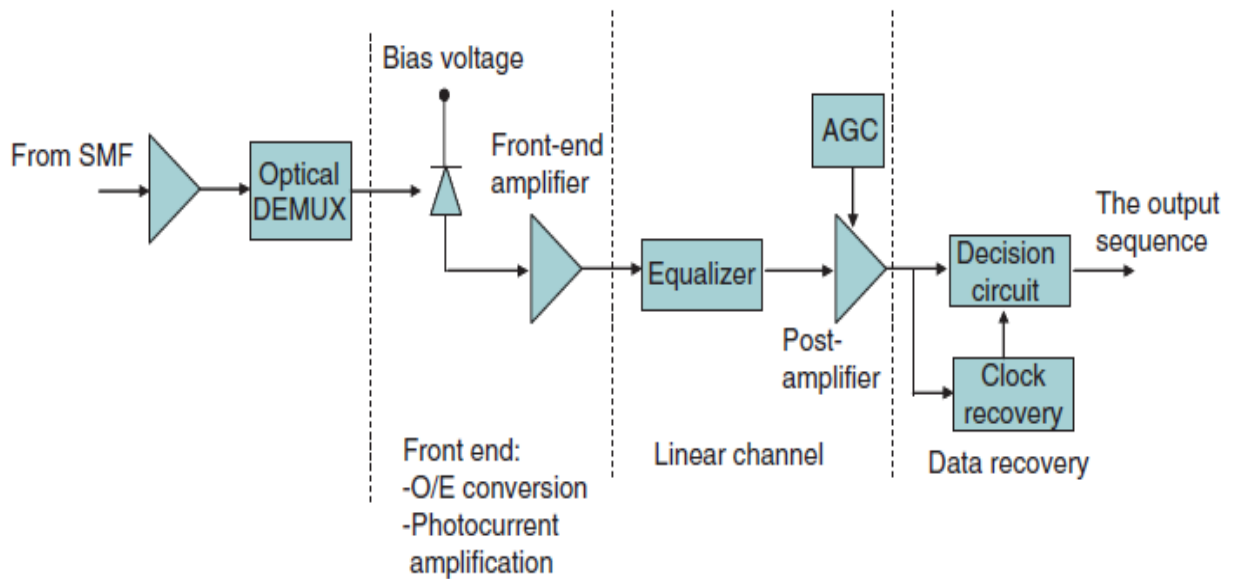 Bias voltage
From SMF
Optical
DEMUX
Front-end
amplifier
AGC
Equalizer
Post-
amplifier
Decision
circuit
Clock
recovery
The output
sequence
Front end:
-O/E conversion
-Photocurrent
amplification
Linear channel
Data recovery